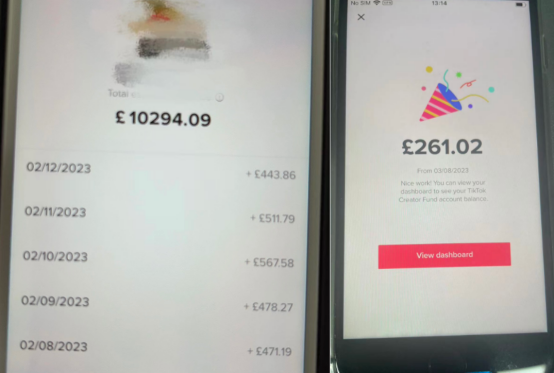 Total
£10294.09
02/12/2023
+ £443.86
02/11/2023
+ £511.79
02/10/2023
+ £567.58
02/09/2023
+ £478.27
02/08/2023
+ £471.19
No SIM
13:14
£261.02
From 03/08/2023
Nice work! You can view your
dashboard to see your TikTok
Creator Fund account balance.
View dashboard